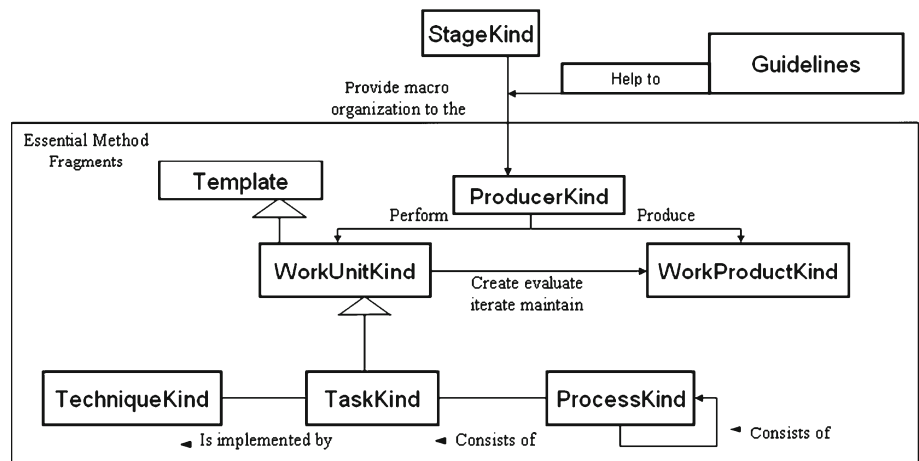 StageKind
Guidelines
Help to
Provide macro
organization to the
Essential Method
Fragments
Template
ProducerKind
Perform
Produce
WorkUnitKind
WorkProductKind
Create evaluate
iterate maintain
TechniqueKind
TaskKind
ProcessKind
◄ Is implemented by
◄ Consists of
◄ Consists of